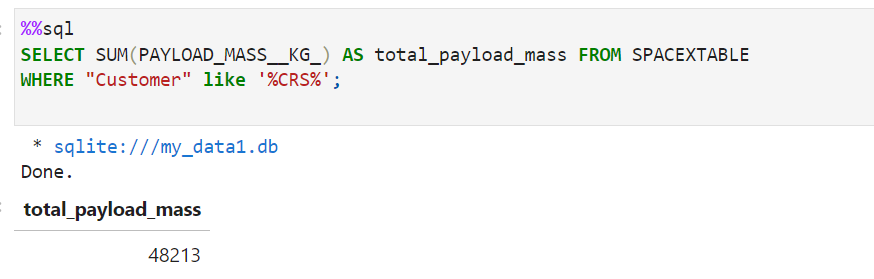 %%sql
SELECT SUM(PAYLOAD_MASS__KG_) AS total_payload_mass FROM SPACEXTABLE
WHERE "Customer" like '%CRS%';
* sqlite:///my_data1.db
Done.
total_payload_mass
48213